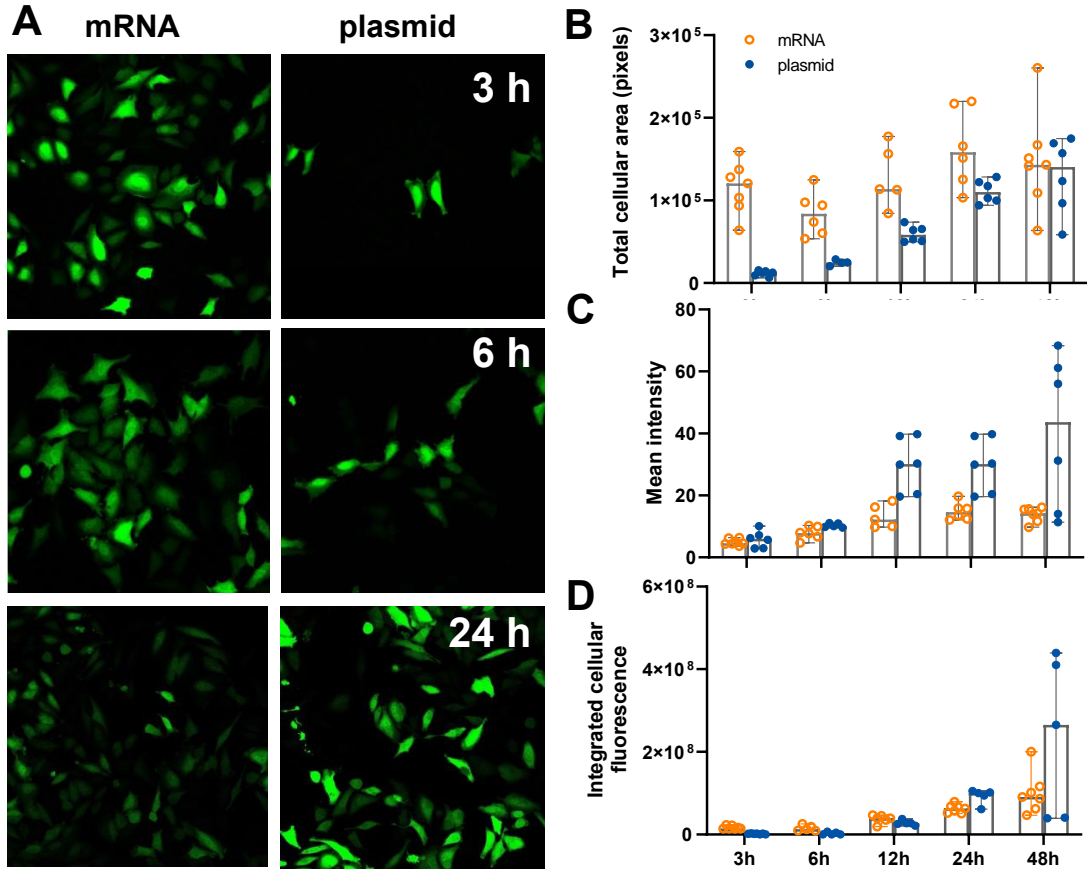 A
mRNA
plasmid
3 h
6 h
24 h
B
Total cellular area (pixels)
3×10⁵
2×10⁵
1×10⁵
0
mRNA
plasmid
C
Mean intensity
80
60
40
20
0
D
Integrated cellular
fluorescence
6×10⁸
4×10⁸
2×10⁸
0
3h
6h
12h
24h
48h